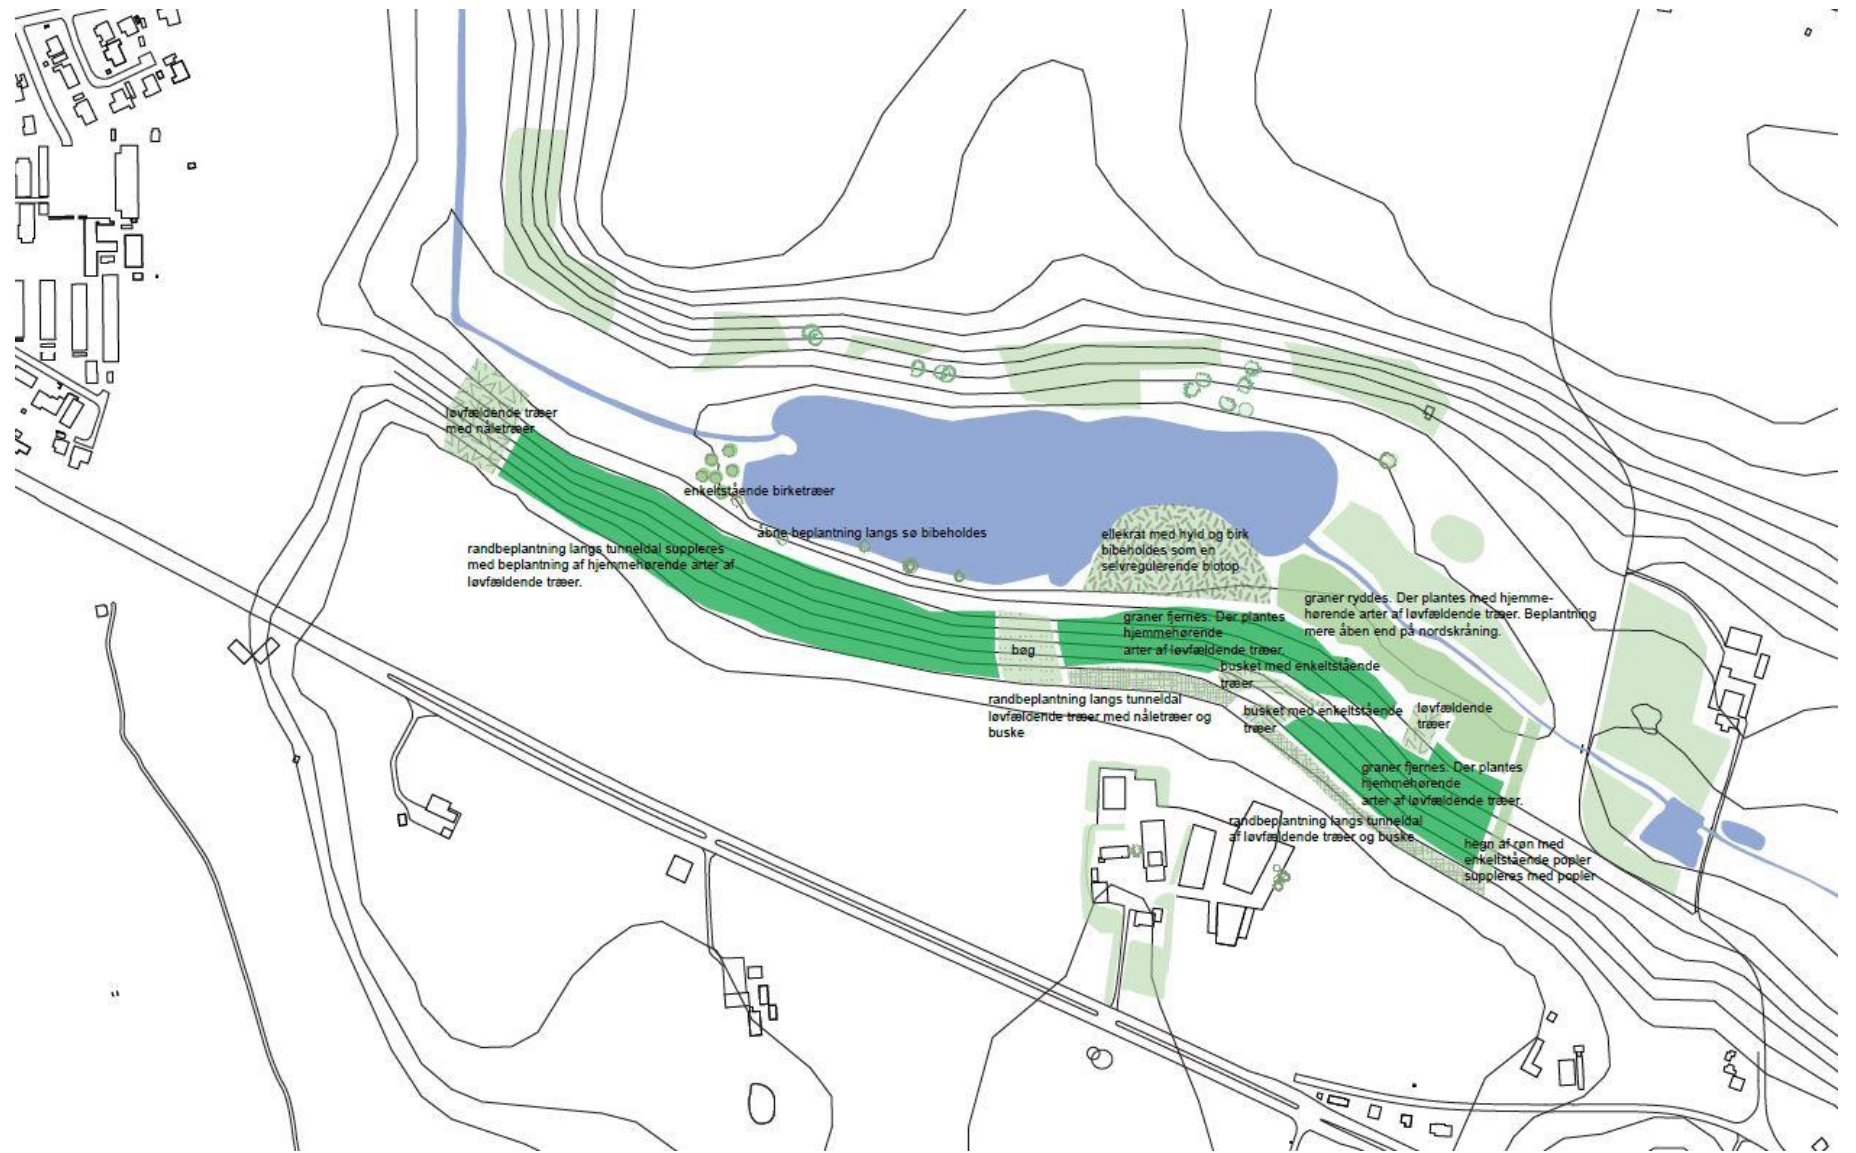 løvfældende træer
med nåletræer
enkeltstående birketræer
åbne beplantning langs sø bibeholdes
ellekrat med hyld og birk
bibeholdes som en
selvregulerende biotop
randbeplantning langs tunneldal suppleres
med beplantning af hjemmehørende arter af
løvfældende træer.
graner ryddes. Der plantes med hjemme-
hørende arter af løvfældende træer. Beplantning
mere åben end på nordskråning.
graner fjernes. Der plantes
hjemmehørende
arter af løvfældende træer.
bøg
busket med enkeltstående
træer
randbeplantning langs tunneldal
løvfældende træer med nåletræer og
buske
busket med enkeltstående
træer
løvfældende
træer
graner fjernes. Der plantes
hjemmehørende
arter af løvfældende træer.
randbeplantning langs tunneldal
af løvfældende træer og buske
hegn af røn med
enkeltstående popler
suppleres med popler